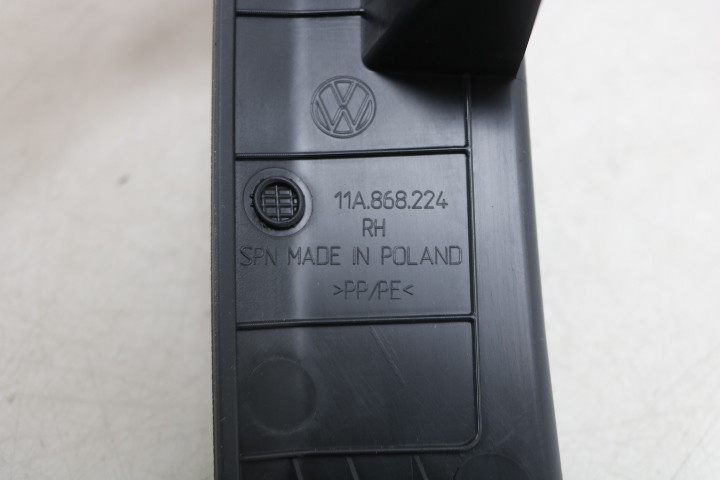 11A.868.224
RH
SPN MADE IN POLAND
>PP/PE<